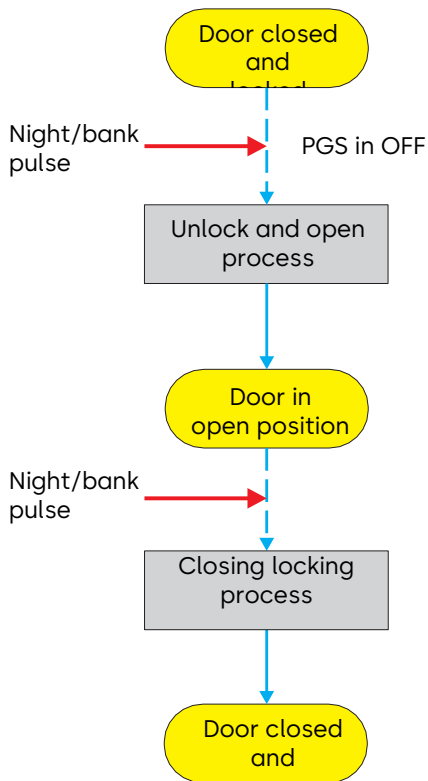 Door closed
and
locked
Night/bank
pulse
PGS in OFF
Unlock and open
process
Door in
open position
Night/bank
pulse
Closing locking
process
Door closed
and